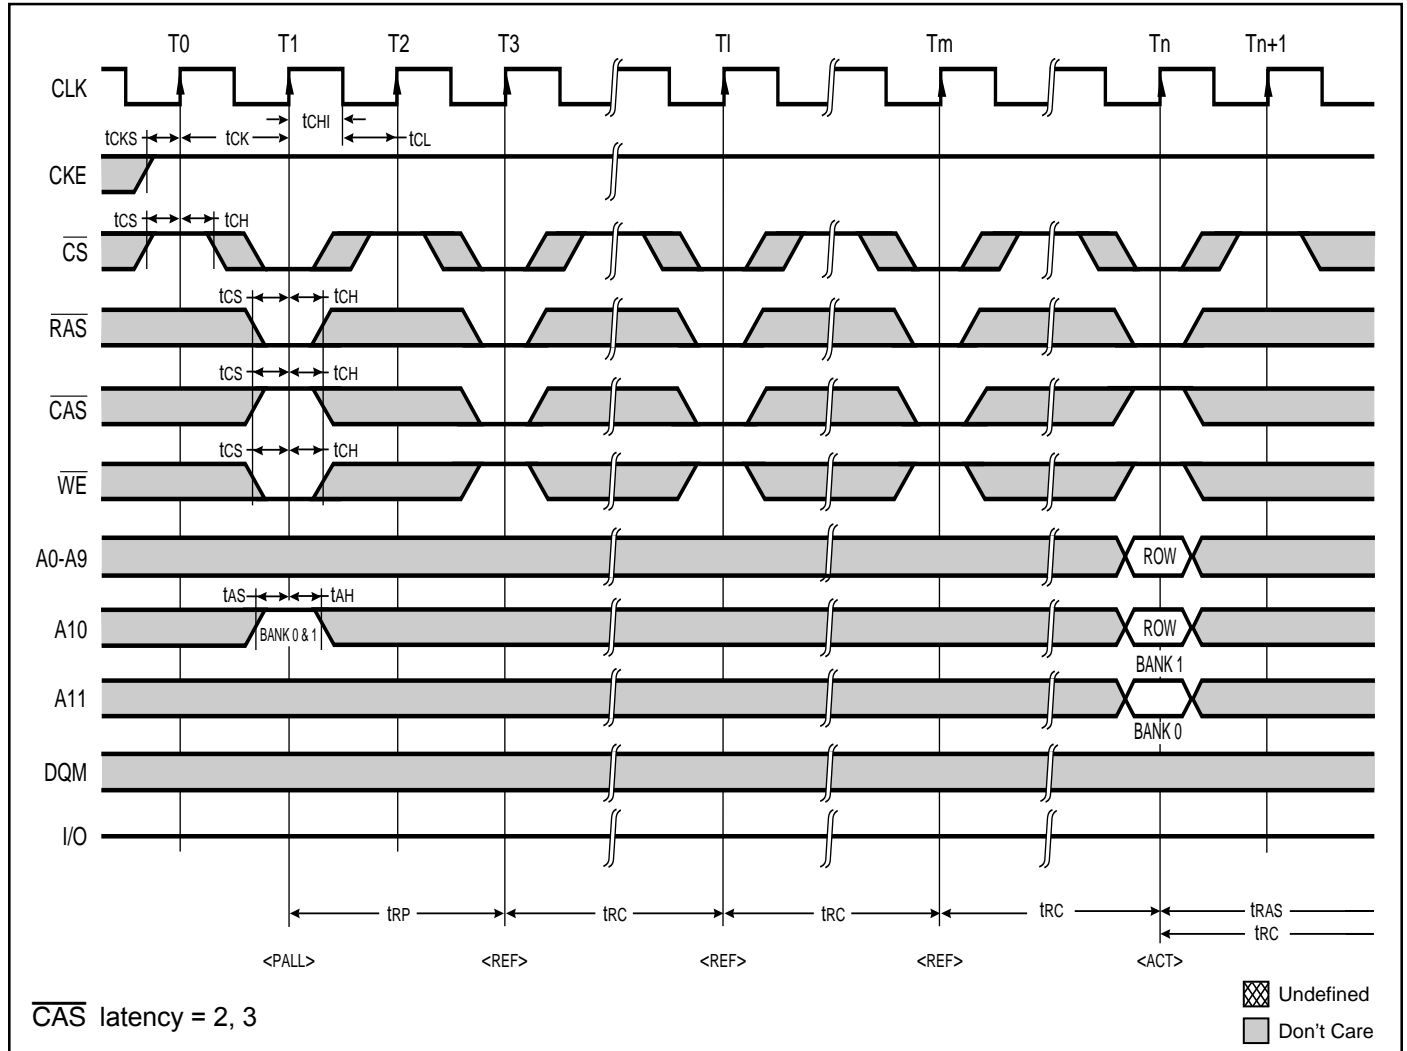 T0 T1 T2 T3 Tl Tm Tn Tn+1
CLK
tCHI
tCKS tCK tCL
CKE
tCS tCH
CS
tCS tCH
RAS
tCS tCH
CAS
tCS tCH
WE
A0-A9 ROW
tAS tAH
A10 BANK 0 & 1 ROW
BANK 1
A11
BANK 0
DQM
I/O
tRP tRC tRC tRC tRAS
tRC
<PALL> <REF> <REF> <REF> <ACT>
Undefined
CAS latency = 2, 3
Don't Care